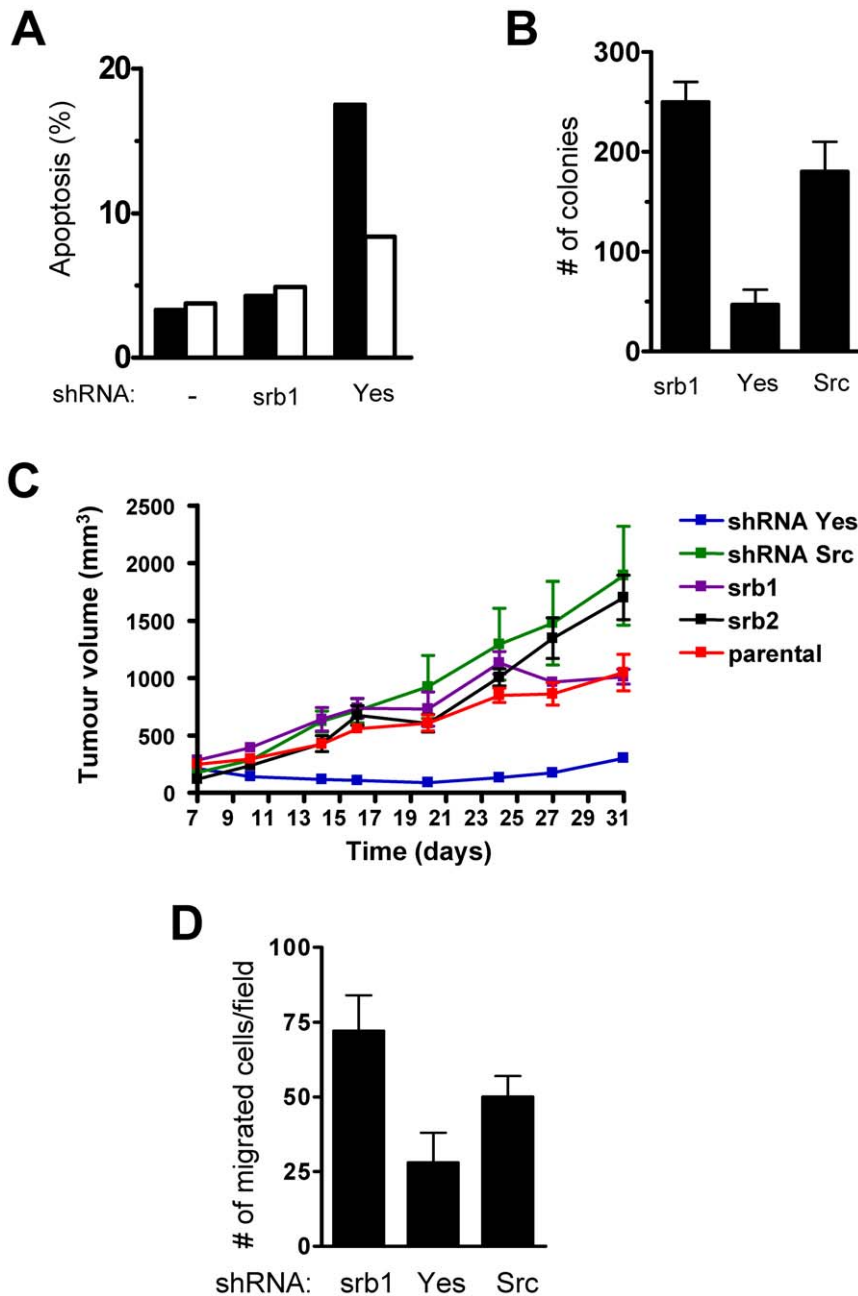 A
Apoptosis (%)
20
10
0
shRNA: - srb1 Yes
B
# of colonies
300
200
100
0
srb1 Yes Src
C
Tumour volume (mm³)
2500
2000
1500
1000
500
0
7 9 11 13 15 17 19 21 23 25 27 29 31
Time (days)
shRNA Yes
shRNA Src
srb1
srb2
parental
D
# of migrated cells/field
100
75
50
25
0
shRNA: srb1 Yes Src